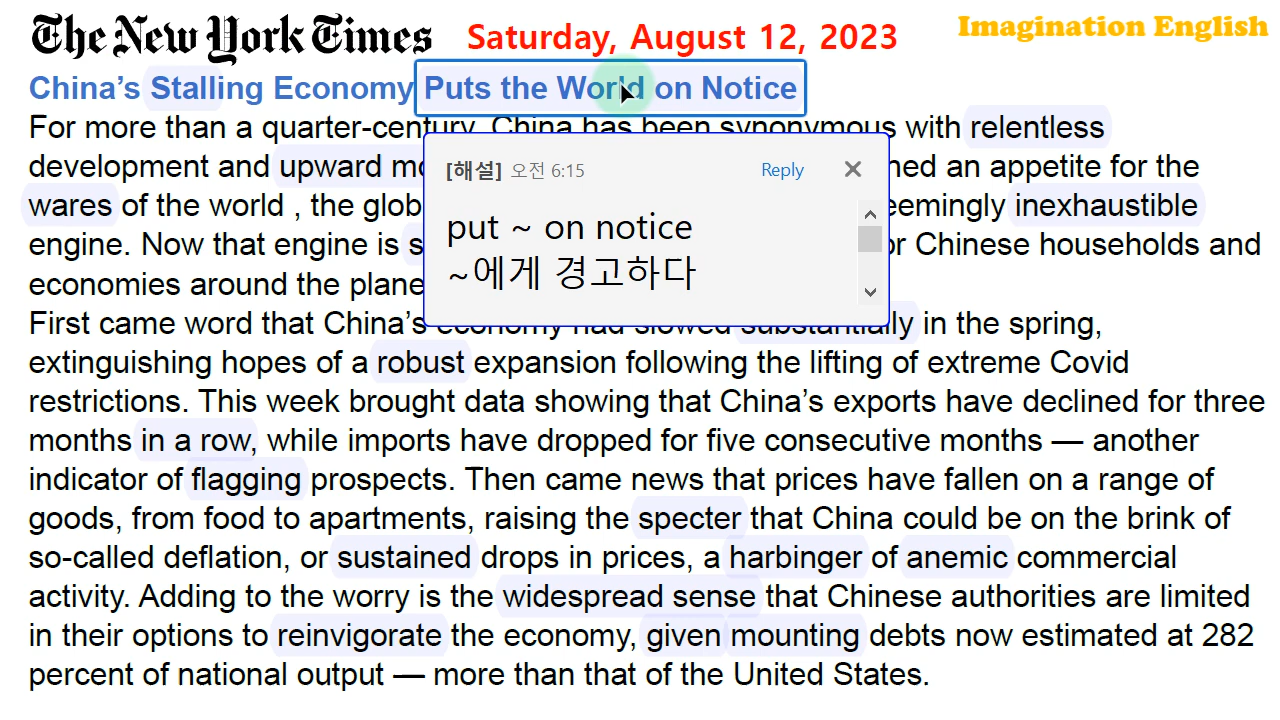 The New York Times
Saturday, August 12, 2023
Imagination English
China's Stalling Economy Puts the World on Notice
For more than a quarter-century, China has been synonymous with relentless
development and upward mo
ned an appetite for the
wares of the world , the glob
eemingly inexhaustible
engine. Now that engine is s
or Chinese households and
economies around the plane
[해설] 오전 6:15
Reply
put ~ on notice
~에게 경고하다
First came word that China's economy had slowed substantially in the spring,
extinguishing hopes of a robust expansion following the lifting of extreme Covid
restrictions. This week brought data showing that China's exports have declined for three
months in a row, while imports have dropped for five consecutive months — another
indicator of flagging prospects. Then came news that prices have fallen on a range of
goods, from food to apartments, raising the specter that China could be on the brink of
so-called deflation, or sustained drops in prices, a harbinger of anemic commercial
activity. Adding to the worry is the widespread sense that Chinese authorities are limited
in their options to reinvigorate the economy, given mounting debts now estimated at 282
percent of national output — more than that of the United States.